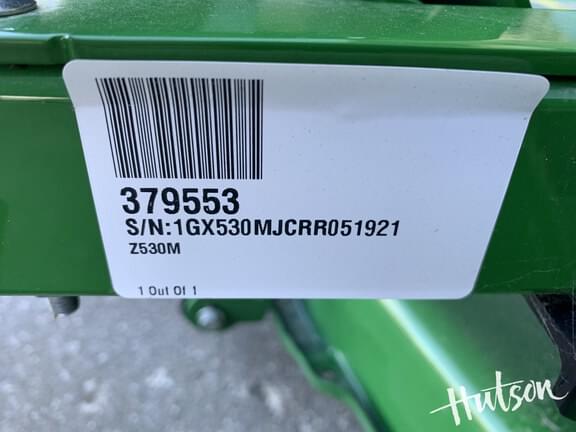 379553
S/N:1GX530MJCRR051921
Z530M
1 Out Of 1
Hutson